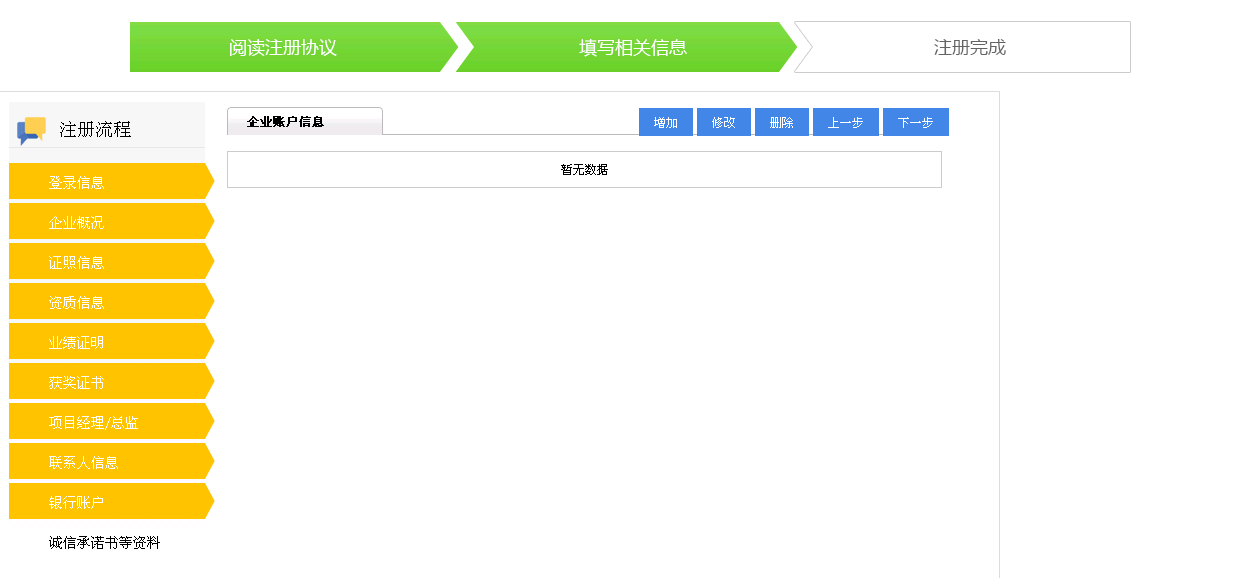 阅读注册协议
填写相关信息
注册完成
注册流程
登录信息
企业概况
证照信息
资质信息
业绩证明
获奖证书
项目经理/总监
联系人信息
银行账户
诚信承诺书等资料
企业账户信息
增加
修改
删除
上一步
下一步
暂无数据